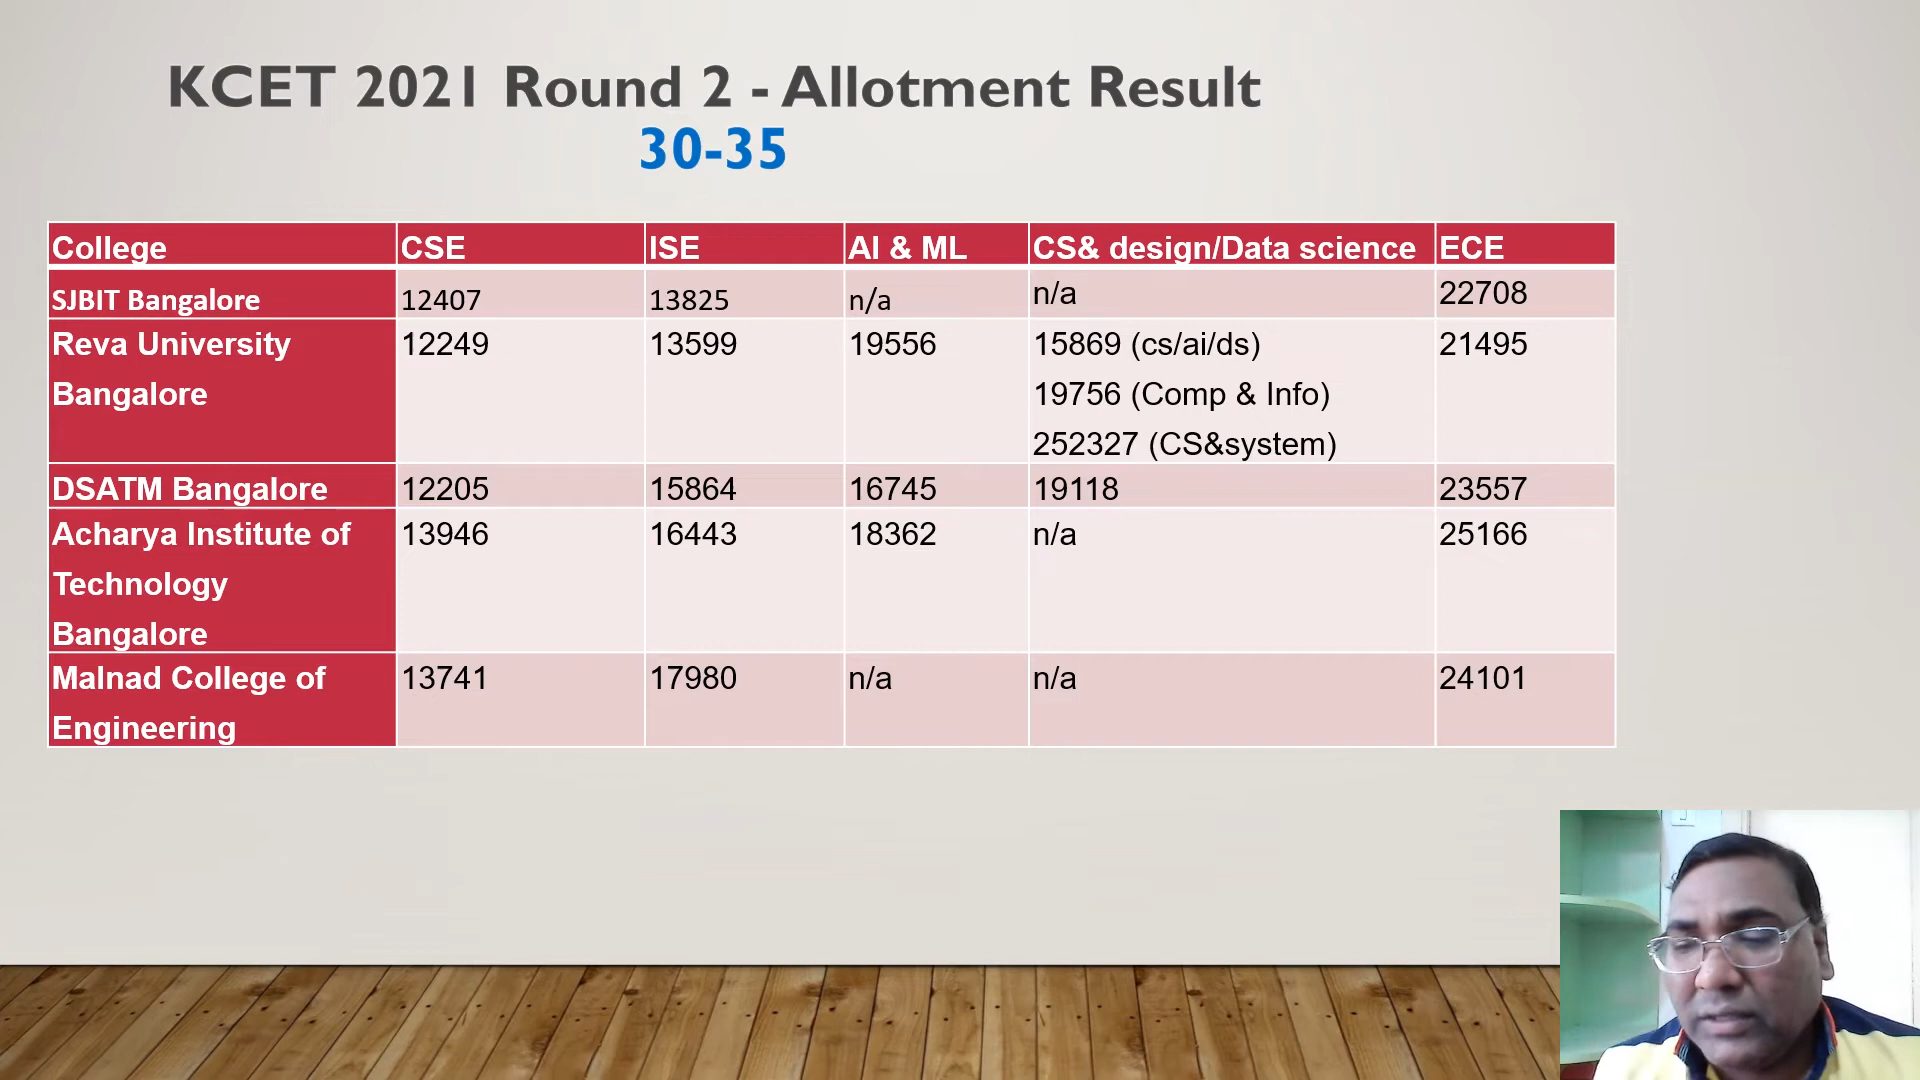 KCET 2021 Round 2 - Allotment Result
30-35
College CSE ISE AI & ML CS& design/Data science ECE
SJBIT Bangalore 12407 13825 n/a n/a 22708
Reva University 12249 13599 19556 15869 (cs/ai/ds) 21495
Bangalore 19756 (Comp & Info)
252327 (CS&system)
DSATM Bangalore 12205 15864 16745 19118 23557
Acharya Institute of 13946 16443 18362 n/a 25166
Technology
Bangalore
Malnad College of 13741 17980 n/a n/a 24101
Engineering